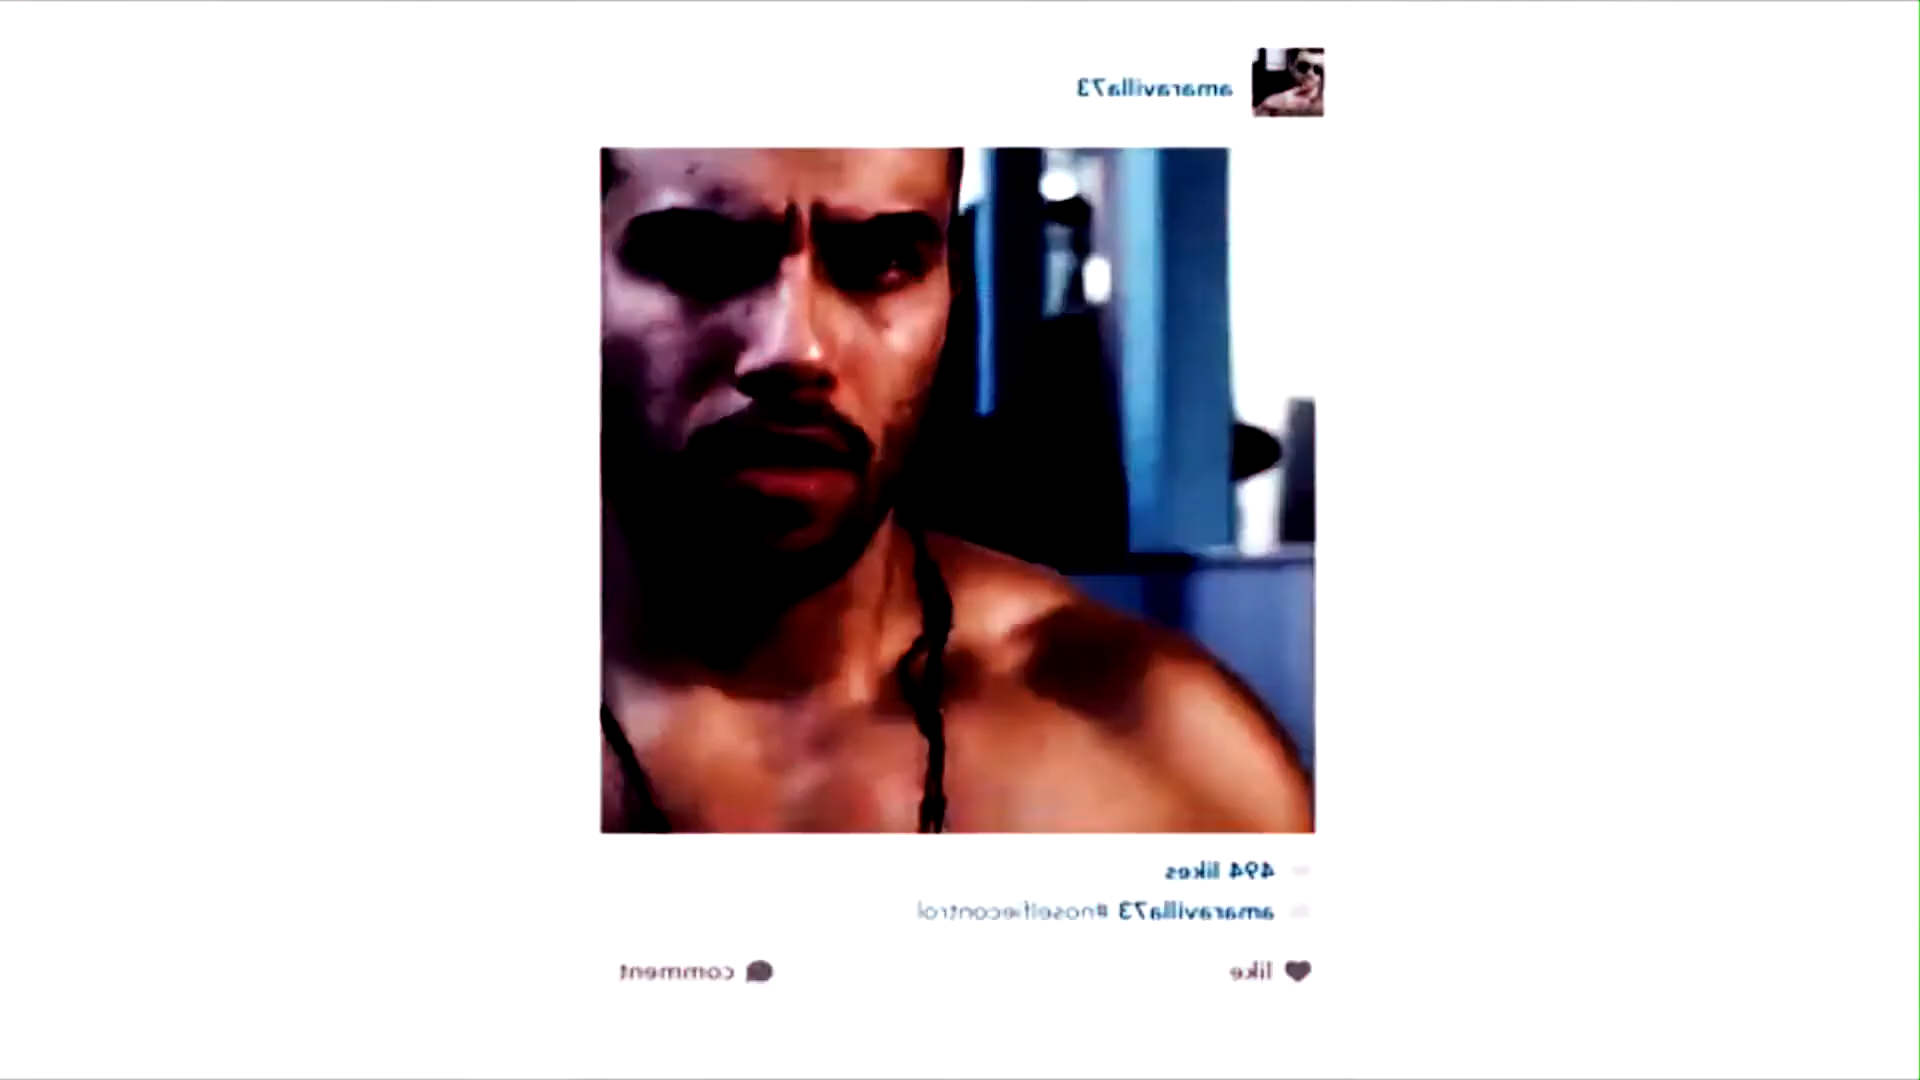 amaravilla73
494 likes
amaravilla73 #noselfiecontrol
like comment